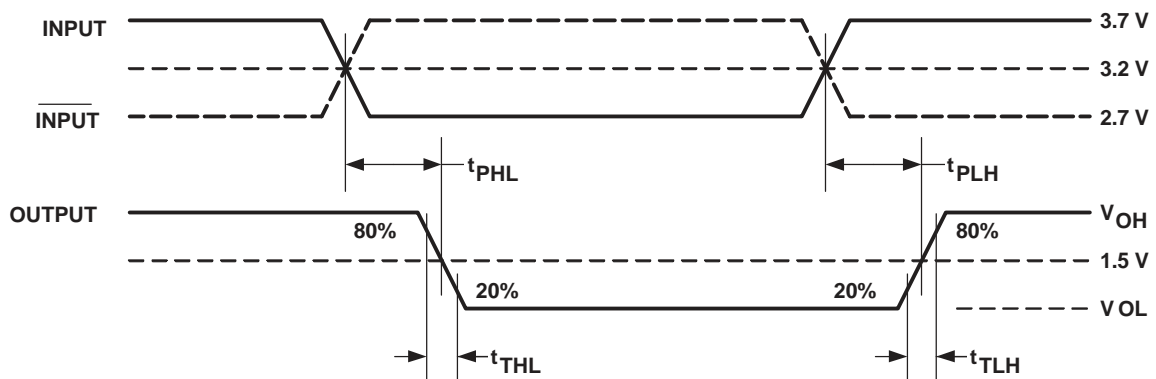 INPUT
3.7 V
3.2 V
INPUT
2.7 V
tPHL
tPLH
OUTPUT
VOH
80%
80%
1.5 V
20%
20%
VOL
tTHL
tTLH